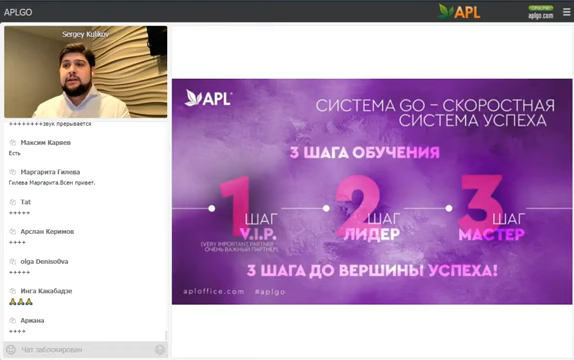 APLGO
APL
ONLINE
aplgo.com
Sergey Kulikov
++++++++звук прерывается
Максим Карвев
Есть
Маргарита Гилева
Гилева Маргарита.Всем привет.
Tat
+++++
Арслан Керимов
++++
olga Deniso0va
+++++
Инга Какабадзе
🙏🙏🙏
Ариана
++++
Чат заблокирован
APL
СИСТЕМА GO – СКОРОСТНАЯ
СИСТЕМА УСПЕХА
3 ШАГА ОБУЧЕНИЯ
1 ШАГ
V.I.P.
(VERY IMPORTANT PARTNER –
ОЧЕНЬ ВАЖНЫЙ ПАРТНЕР)
2 ШАГ
ЛИДЕР
3 ШАГ
МАСТЕР
3 ШАГА ДО ВЕРШИНЫ УСПЕХА!
aploffice.com #aplgo